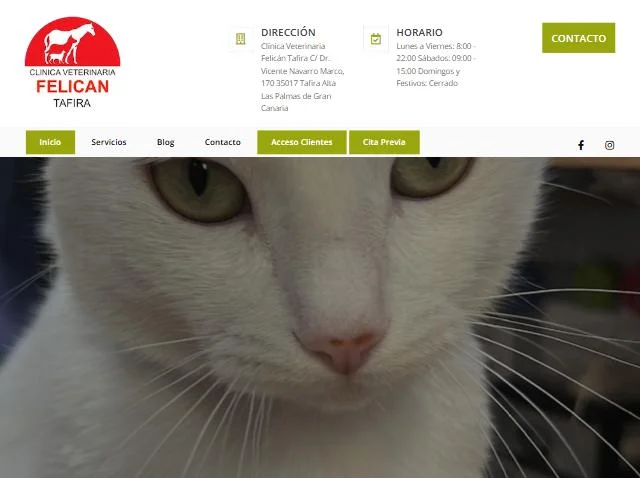 CLINICA VETERINARIA
FELICAN
TAFIRA
DIRECCIÓN
Clínica Veterinaria
Felicán Tafira C/ Dr.
Vicente Navarro Marco,
170 35017 Tafira Alta
Las Palmas de Gran
Canaria
HORARIO
Lunes a Viernes: 8:00 -
22:00 Sábados: 09:00 -
15:00 Domingos y
Festivos: Cerrado
CONTACTO
Inicio
Servicios
Blog
Contacto
Acceso Clientes
Cita Previa